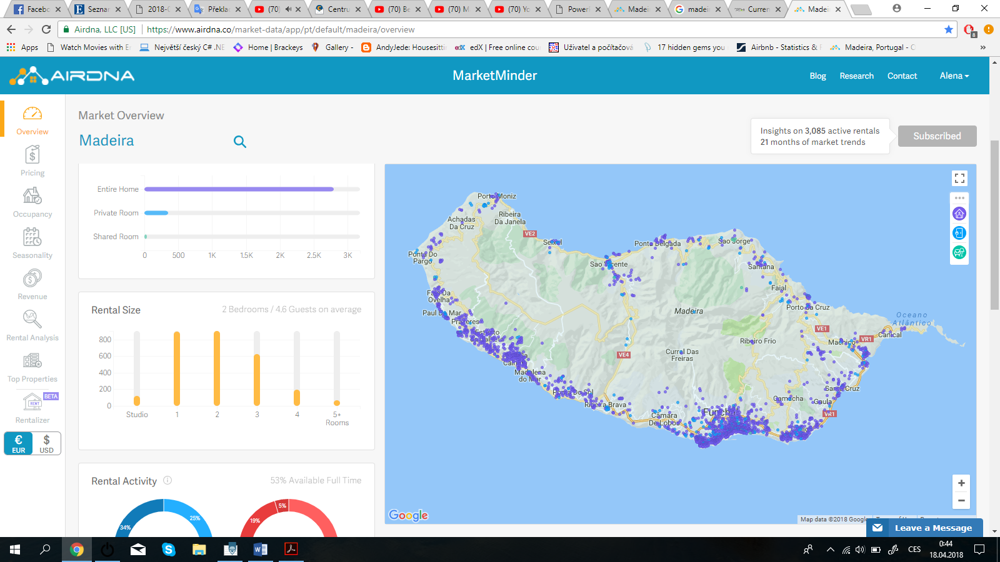 Facebo
Seznar
2018-0
Překla
(70)
Centru
(70) Be
(70) M
(70) Yo
Power
Madei
madei
Curren
Madei
Airdna, LLC [US]
https://www.airdna.co/market-data/app/pt/default/madeira/overview
8
Apps
Watch Movies with E
Největší český C# .NE
Home | Brackeys
Gallery -
AndyJede: Housesitti
edX | Free online cou
Uživatel a počítačová
17 hidden gems you
Airbnb - Statistics & F
Madeira, Portugal - C
»
AIRDNA
MarketMinder
Blog
Research
Contact
Alena
Overview
Pricing
Occupancy
Seasonality
Revenue
Rental Analysis
Top Properties
BETA
RENT
Rentalizer
€
EUR
$
USD
Market Overview
Madeira
Insights on 3,085 active rentals
21 months of market trends
Subscribed
Entire Home
Private Room
Shared Room
0 500 1K 1.5K 2K 2.5K 3K
Rental Size
2 Bedrooms / 4.6 Guests on average
800
600
400
200
0
Studio 1 2 3 4 5+
Rooms
Rental Activity
53% Available Full Time
34%
25%
19%
5%
Porto Moniz
Ribeira
Da Janela
Achadas
Da Cruz
VE2
Seixal
Ponta Do
Pargo
Ponta Delgada
Sao Jorge
Sao Vicente
Santana
Faial
Faja Da
Ovelha
Porto da Cruz
Paul Do Mar
Prazeres
Madeira
Oceano
Atlântico
Estreito
VE1
Canical
VR1
Machico
Ribeiro Frio
Curral Das
Freiras
VE4
Madalena
do Mar
Ponta Do Sol
Ribeira Brava
Santa Cruz
Camacha
Gaula
Câmara
De Lobos
Funchal
VR1
Google
Map data ©2018 Google
+
−
Leave a Message
CES
0:44
18.04.2018